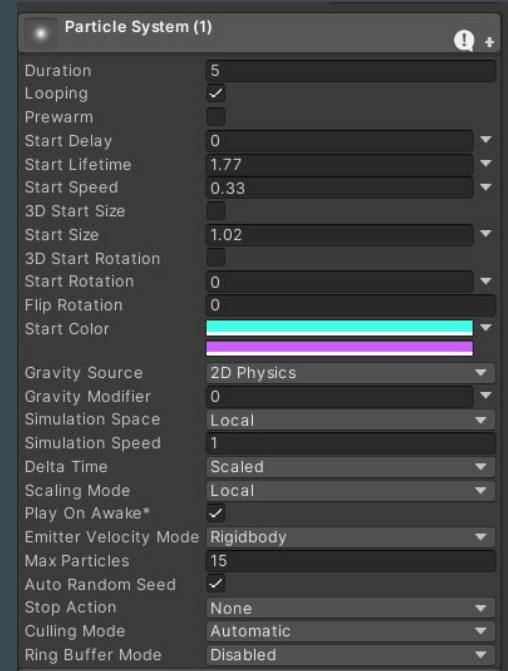 Particle System (1)
Duration 5
Looping
Prewarm
Start Delay 0
Start Lifetime 1.77
Start Speed 0.33
3D Start Size
Start Size 1.02
3D Start Rotation
Start Rotation 0
Flip Rotation 0
Start Color
Gravity Source 2D Physics
Gravity Modifier 0
Simulation Space Local
Simulation Speed 1
Delta Time Scaled
Scaling Mode Local
Play On Awake*
Emitter Velocity Mode Rigidbody
Max Particles 15
Auto Random Seed
Stop Action None
Culling Mode Automatic
Ring Buffer Mode Disabled